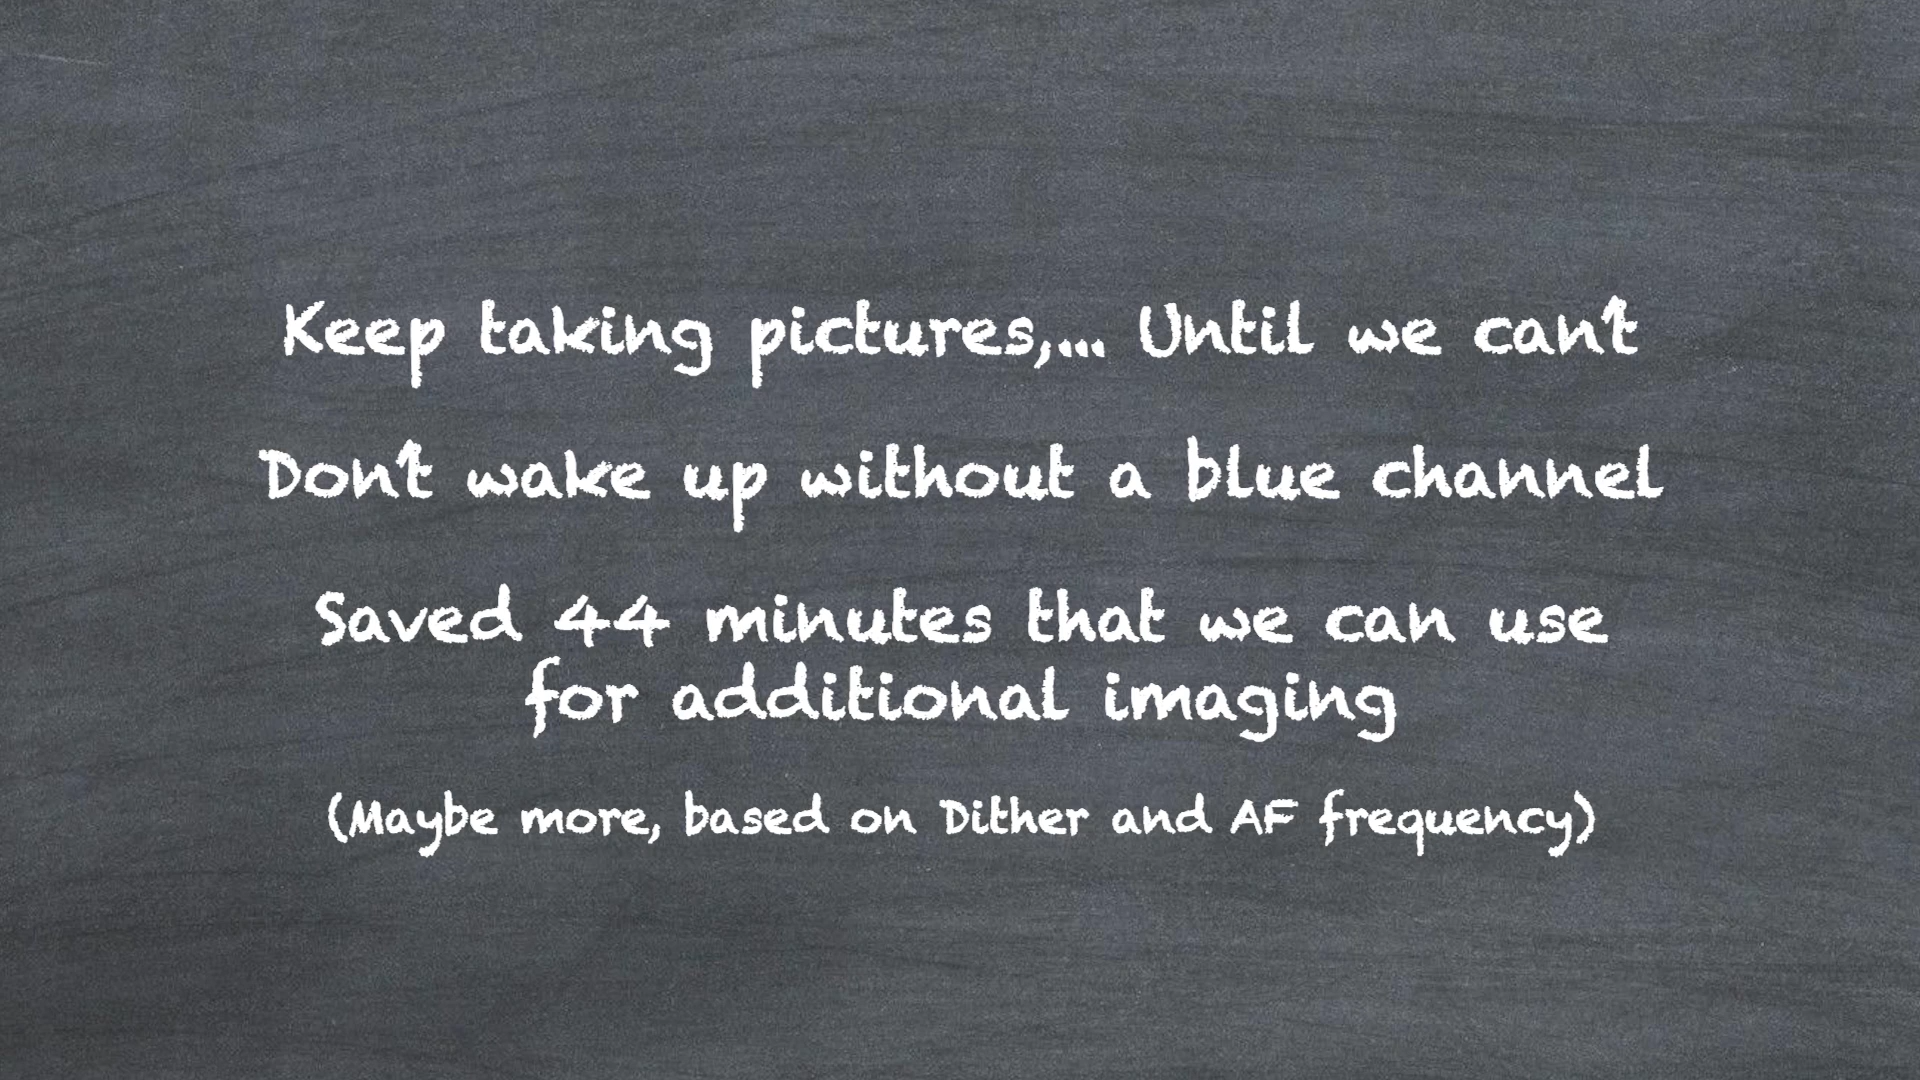 Keep taking pictures,... Until we can't
Don't wake up without a blue channel
Saved 44 minutes that we can use
for additional imaging
(Maybe more, based on Dither and AF frequency)